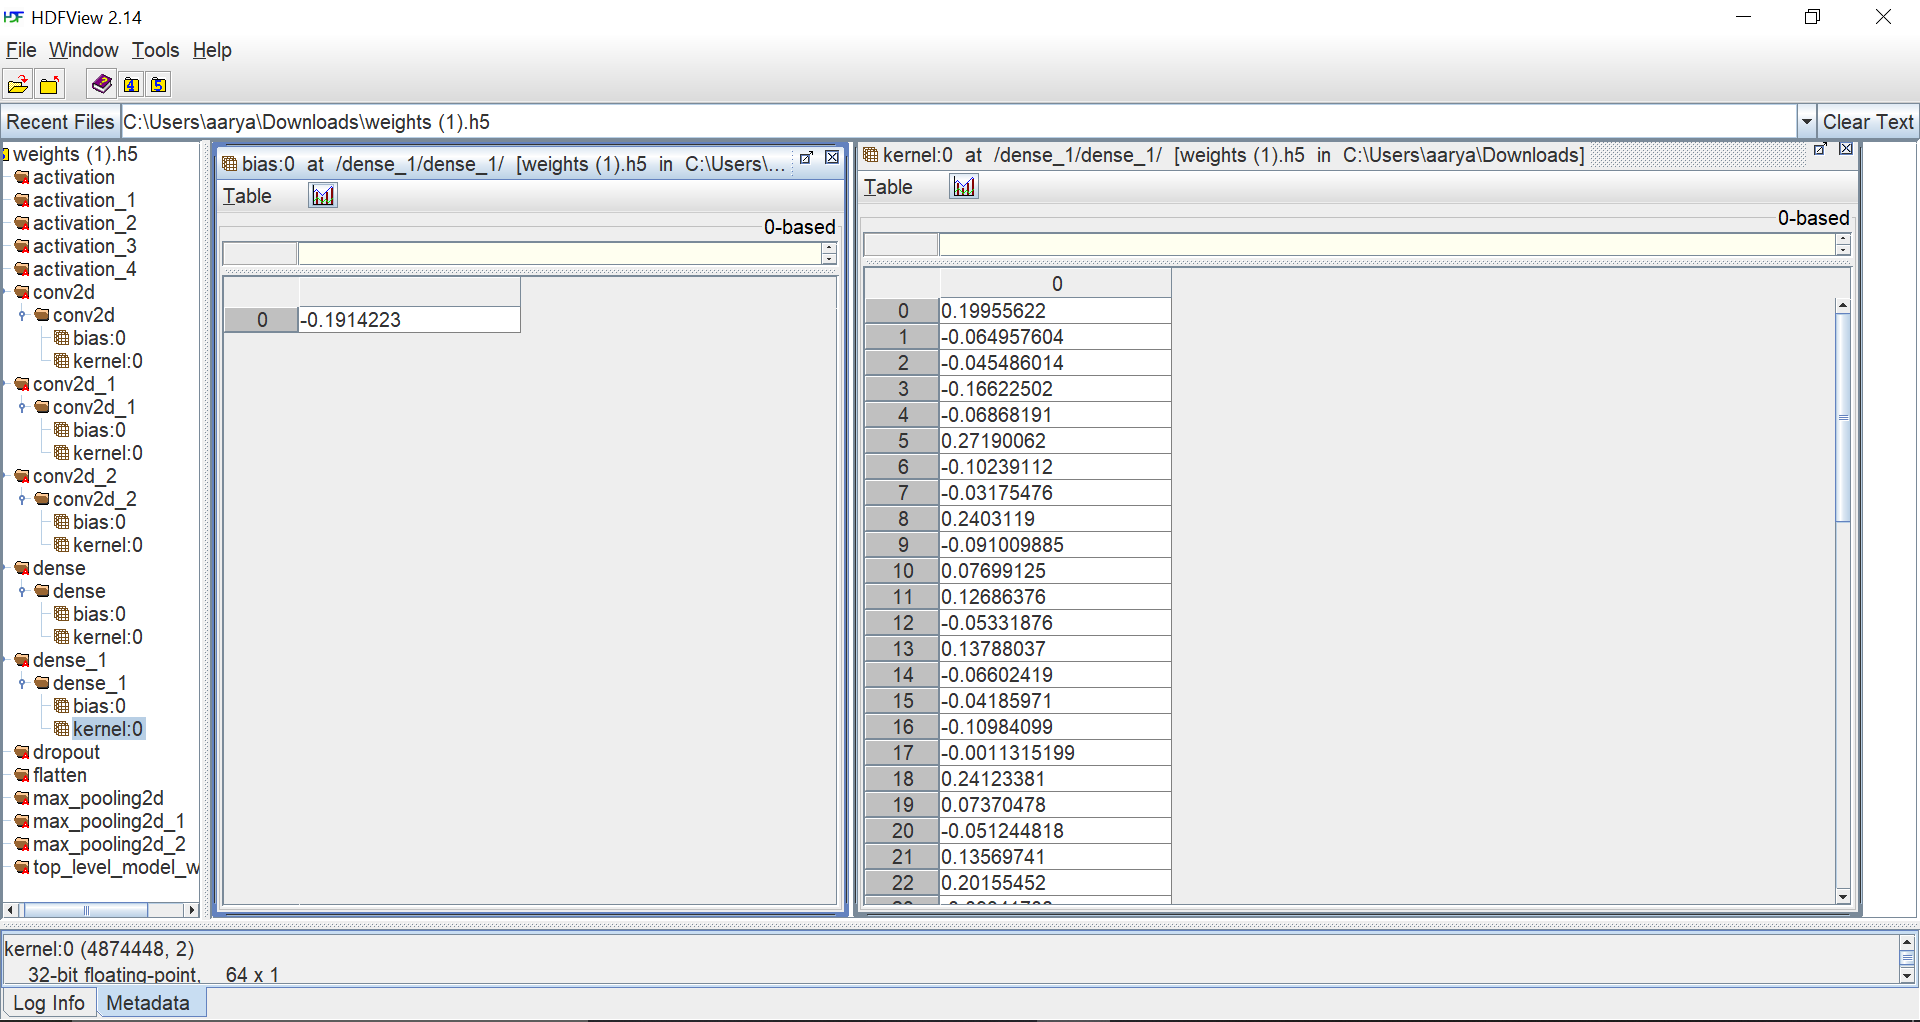 HDFView 2.14
File Window Tools Help
4 5
Recent Files C:\Users\aarya\Downloads\weights (1).h5 Clear Text
weights (1).h5
activation
activation_1
activation_2
activation_3
activation_4
conv2d
conv2d
bias:0
kernel:0
conv2d_1
conv2d_1
bias:0
kernel:0
conv2d_2
conv2d_2
bias:0
kernel:0
dense
dense
bias:0
kernel:0
dense_1
dense_1
bias:0
kernel:0
dropout
flatten
max_pooling2d
max_pooling2d_1
max_pooling2d_2
top_level_model_w
bias:0 at /dense_1/dense_1/ [weights (1).h5 in C:\Users\...
Table
0-based
0 -0.1914223
kernel:0 at /dense_1/dense_1/ [weights (1).h5 in C:\Users\aarya\Downloads]
Table
0-based
0
0 0.19955622
1 -0.064957604
2 -0.045486014
3 -0.16622502
4 -0.06868191
5 0.27190062
6 -0.10239112
7 -0.03175476
8 0.2403119
9 -0.091009885
10 0.07699125
11 0.12686376
12 -0.05331876
13 0.13788037
14 -0.06602419
15 -0.04185971
16 -0.10984099
17 -0.0011315199
18 0.24123381
19 0.07370478
20 -0.051244818
21 0.13569741
22 0.20155452
kernel:0 (4874448, 2)
32-bit floating-point, 64 x 1
Log Info Metadata